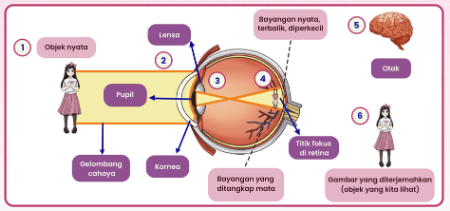 1
Objek nyata
2
Lensa
Pupil
Gelombang
cahaya
Kornea
3
4
Bayangan nyata,
terbalik, diperkecil
Bayangan yang
ditangkap mata
Titik fokus
di retina
5
Otak
6
Gambar yang diterjemahkan
(objek yang kita lihat)